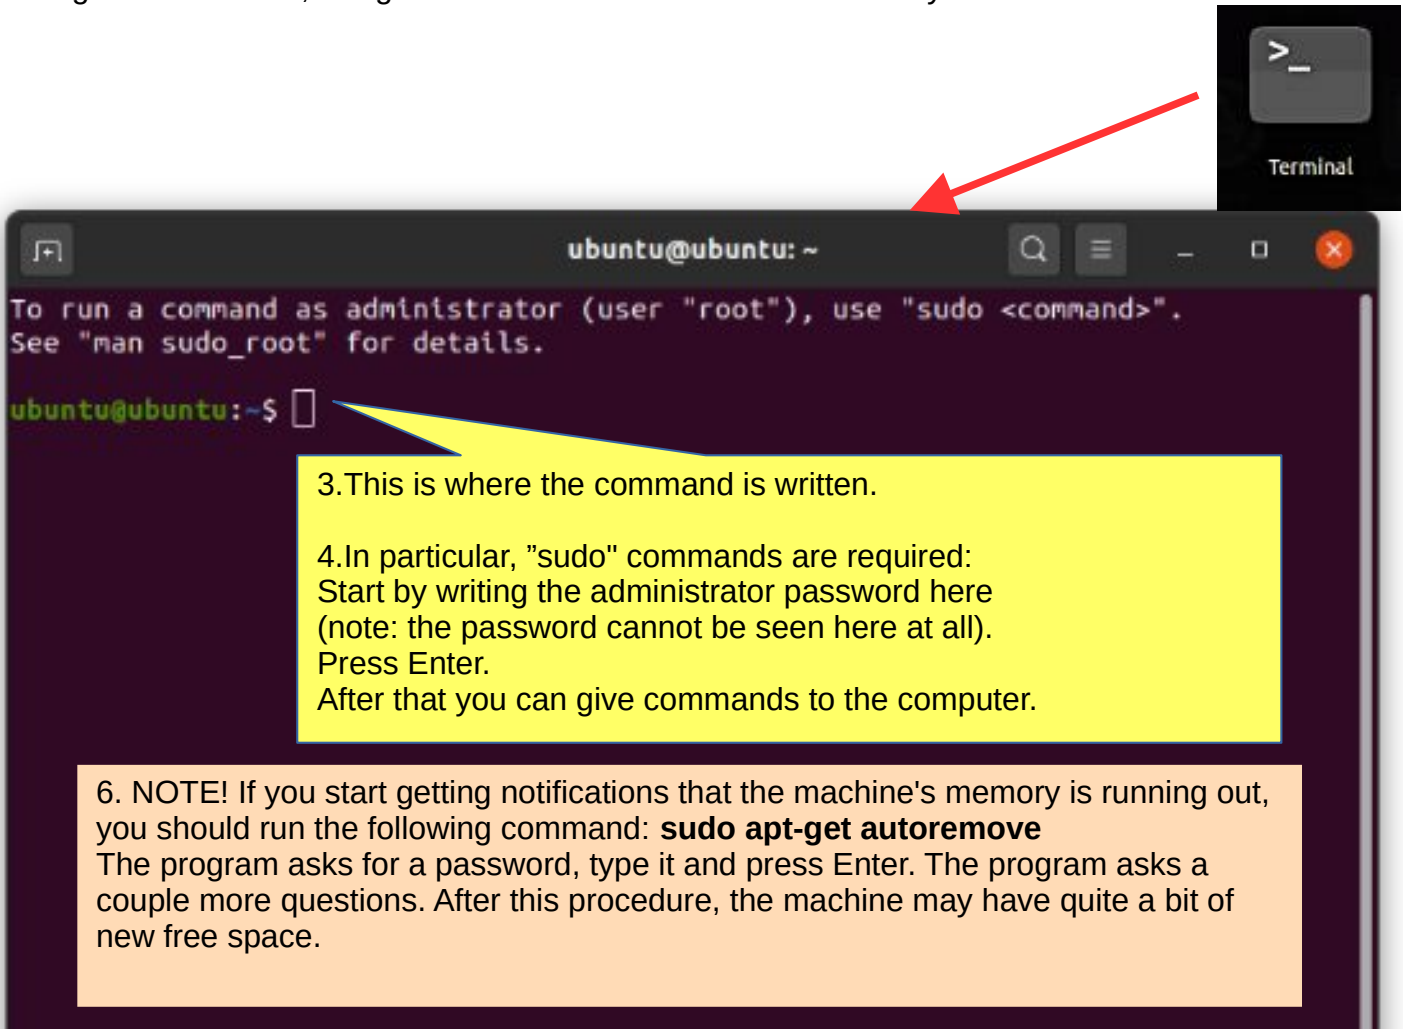 >_
Terminal
ubuntu@ubuntu: ~
To run a command as administrator (user "root"), use "sudo <command>".
See "man sudo_root" for details.
ubuntu@ubuntu:~$
3.This is where the command is written.
4.In particular, ”sudo" commands are required:
Start by writing the administrator password here
(note: the password cannot be seen here at all).
Press Enter.
After that you can give commands to the computer.
6. NOTE! If you start getting notifications that the machine's memory is running out,
you should run the following command: sudo apt-get autoremove
The program asks for a password, type it and press Enter. The program asks a
couple more questions. After this procedure, the machine may have quite a bit of
new free space.